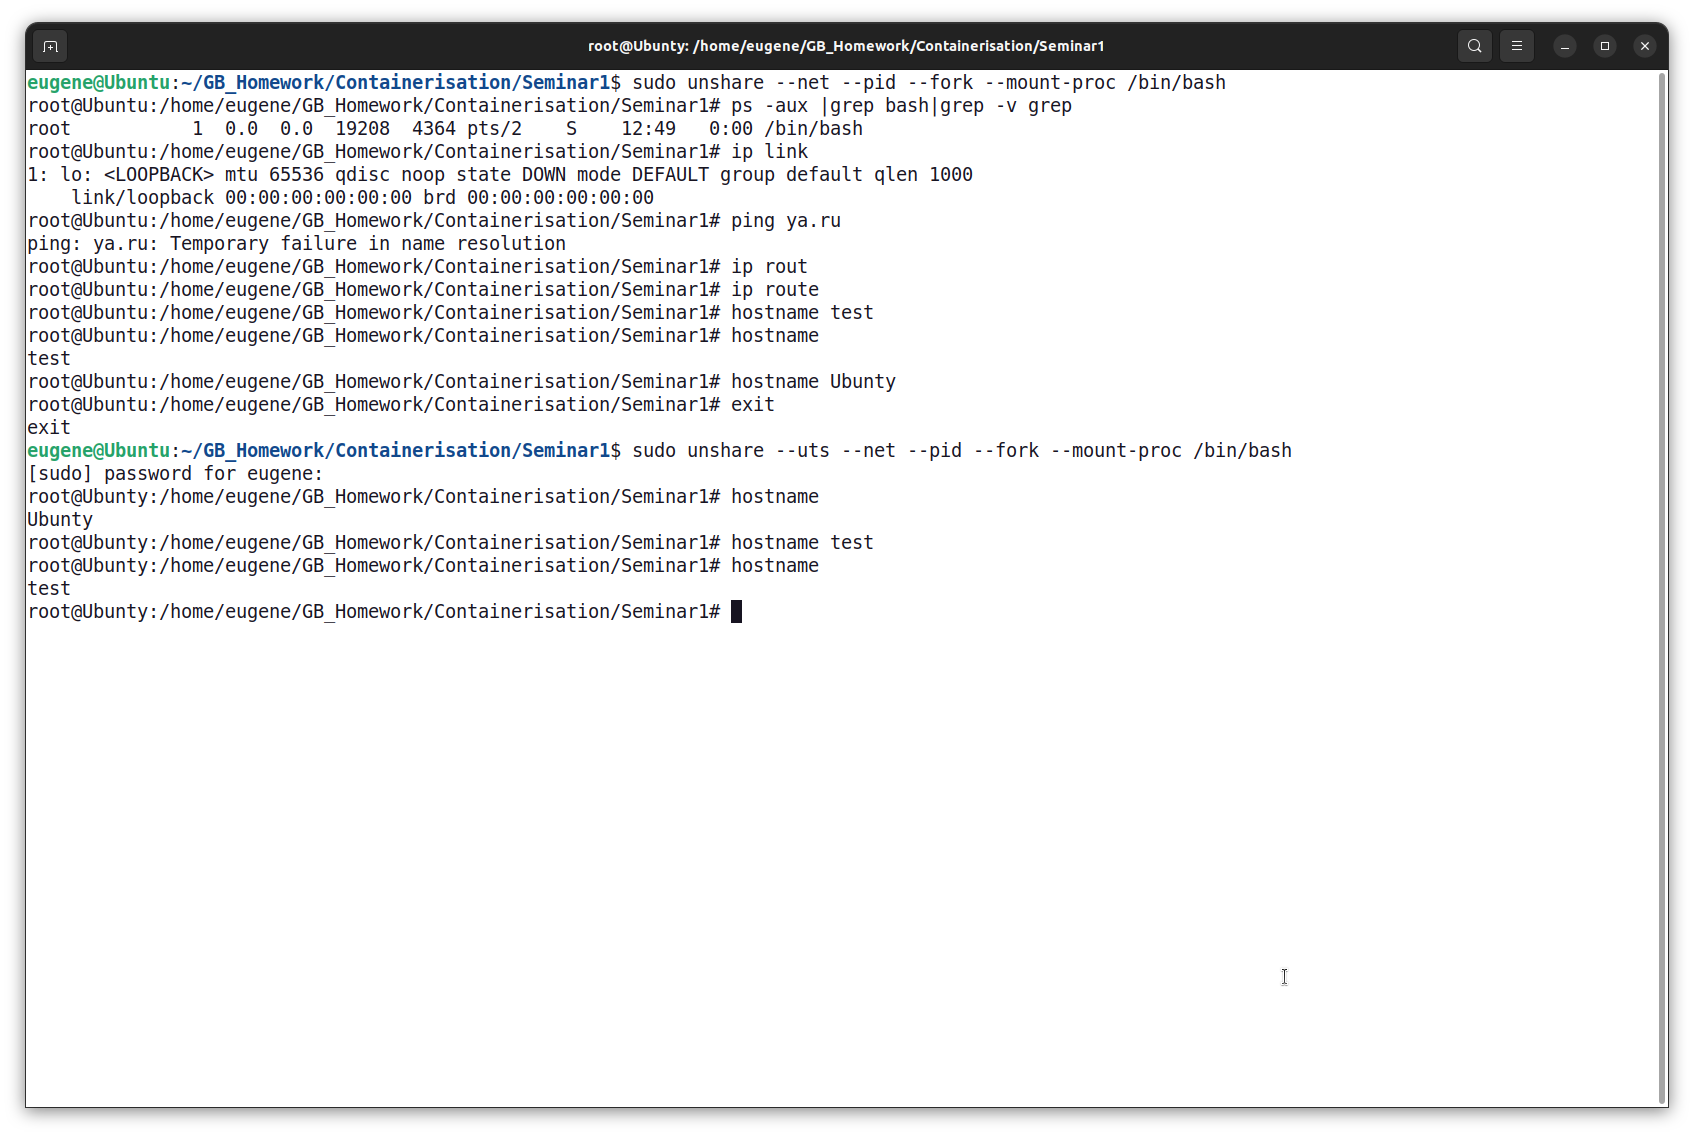 root@Ubunty: /home/eugene/GB_Homework/Containerisation/Seminar1
eugene@Ubuntu:~/GB_Homework/Containerisation/Seminar1$ sudo unshare --net --pid --fork --mount-proc /bin/bash
root@Ubuntu:/home/eugene/GB_Homework/Containerisation/Seminar1# ps -aux |grep bash|grep -v grep
root           1  0.0  0.0  19208  4364 pts/2    S    12:49   0:00 /bin/bash
root@Ubuntu:/home/eugene/GB_Homework/Containerisation/Seminar1# ip link
1: lo: <LOOPBACK> mtu 65536 qdisc noop state DOWN mode DEFAULT group default qlen 1000
    link/loopback 00:00:00:00:00:00 brd 00:00:00:00:00:00
root@Ubuntu:/home/eugene/GB_Homework/Containerisation/Seminar1# ping ya.ru
ping: ya.ru: Temporary failure in name resolution
root@Ubuntu:/home/eugene/GB_Homework/Containerisation/Seminar1# ip rout
root@Ubuntu:/home/eugene/GB_Homework/Containerisation/Seminar1# ip route
root@Ubuntu:/home/eugene/GB_Homework/Containerisation/Seminar1# hostname test
root@Ubuntu:/home/eugene/GB_Homework/Containerisation/Seminar1# hostname
test
root@Ubuntu:/home/eugene/GB_Homework/Containerisation/Seminar1# hostname Ubunty
root@Ubuntu:/home/eugene/GB_Homework/Containerisation/Seminar1# exit
exit
eugene@Ubuntu:~/GB_Homework/Containerisation/Seminar1$ sudo unshare --uts --net --pid --fork --mount-proc /bin/bash
[sudo] password for eugene:
root@Ubunty:/home/eugene/GB_Homework/Containerisation/Seminar1# hostname
Ubunty
root@Ubunty:/home/eugene/GB_Homework/Containerisation/Seminar1# hostname test
root@Ubunty:/home/eugene/GB_Homework/Containerisation/Seminar1# hostname
test
root@Ubunty:/home/eugene/GB_Homework/Containerisation/Seminar1#